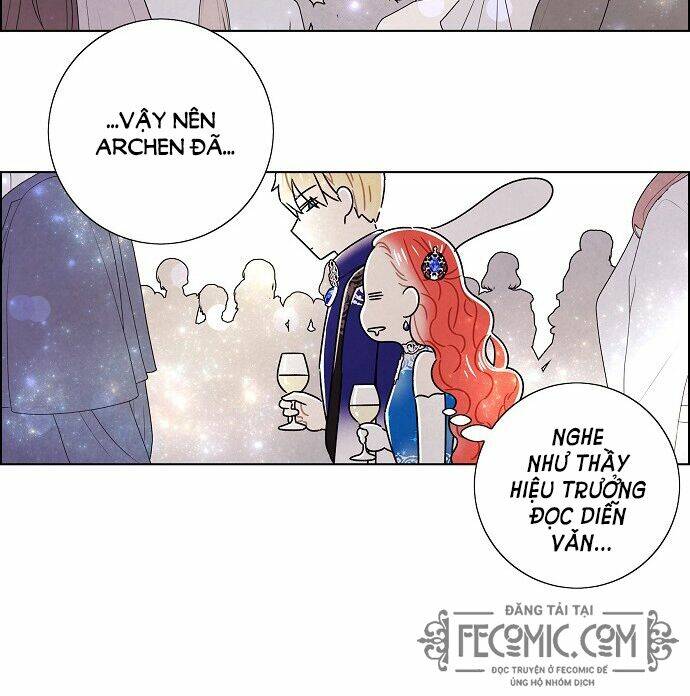 ...VẬY NÊN
ARCHEN ĐÃ...
NGHE
NHƯ THẦY
HIỆU TRƯỞNG
ĐỌC DIỄN
VĂN...
ĐĂNG TẢI TẠI
FECOMIC.COM
ĐỌC TRUYỆN Ở FECOMIC ĐỂ
ỦNG HỘ NHÓM DỊCH